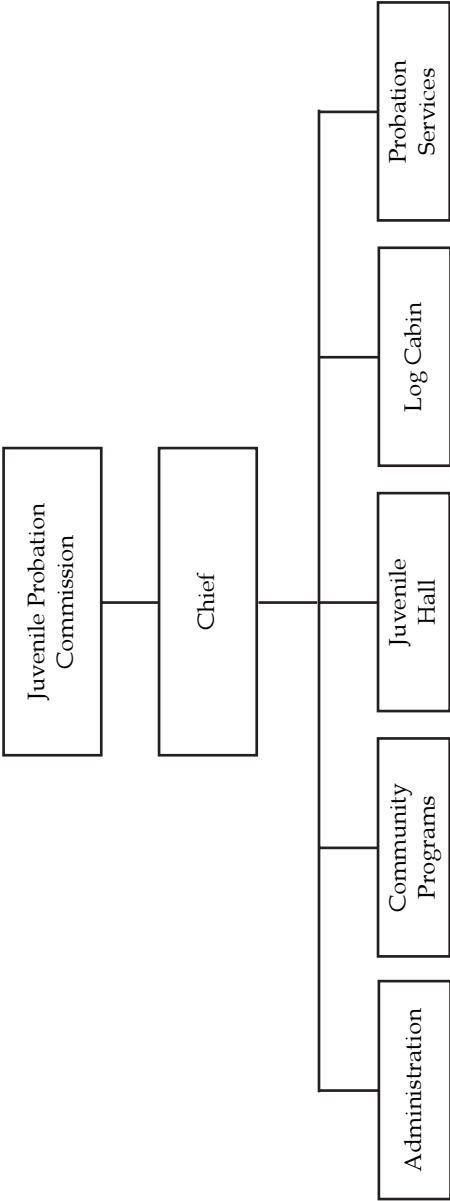 Juvenile Probation
Commission
Chief
Administration
Community
Programs
Juvenile
Hall
Log Cabin
Probation
Services